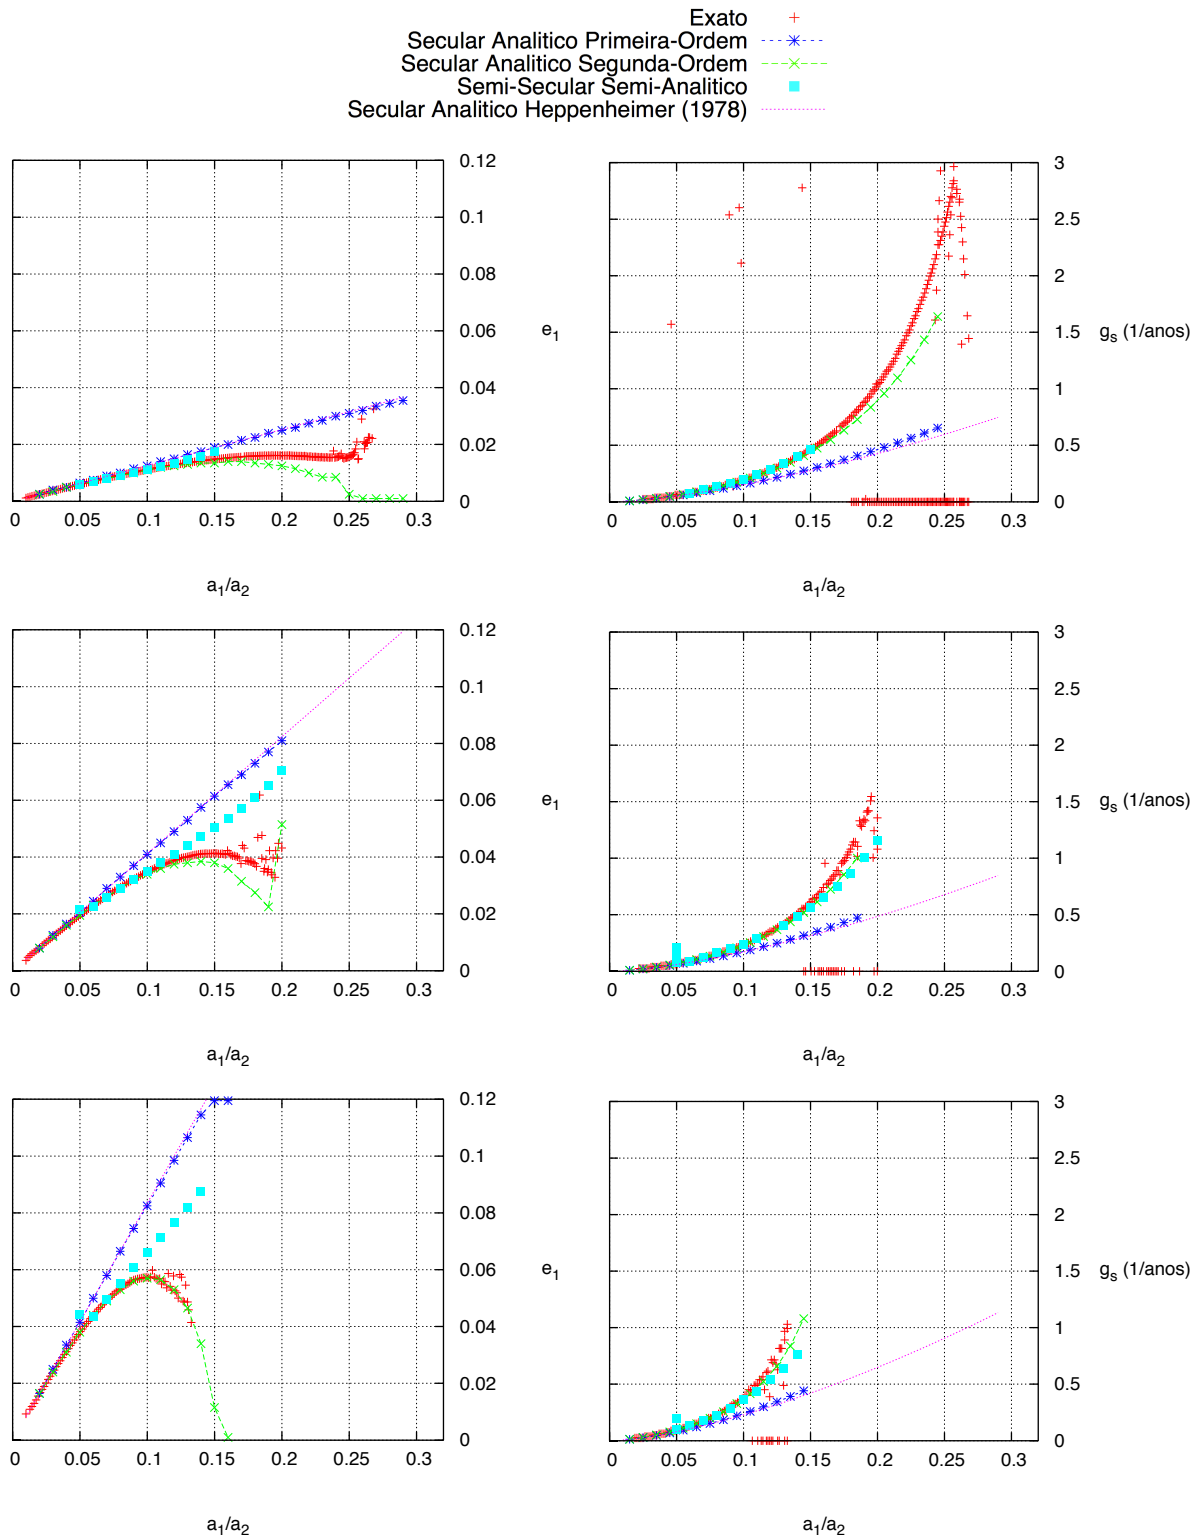 Exato
Secular Analitico Primeira-Ordem
Secular Analitico Segunda-Ordem
Semi-Secular Semi-Analitico
Secular Analitico Heppenheimer (1978)
0.12
0.1
0.08
0.06
0.04
0.02
0
e1
0 0.05 0.1 0.15 0.2 0.25 0.3
a1/a2
3
2.5
2
1.5
1
0.5
0
gs (1/anos)
0 0.05 0.1 0.15 0.2 0.25 0.3
a1/a2
0.12
0.1
0.08
0.06
0.04
0.02
0
e1
0 0.05 0.1 0.15 0.2 0.25 0.3
a1/a2
3
2.5
2
1.5
1
0.5
0
gs (1/anos)
0 0.05 0.1 0.15 0.2 0.25 0.3
a1/a2
0.12
0.1
0.08
0.06
0.04
0.02
0
e1
0 0.05 0.1 0.15 0.2 0.25 0.3
a1/a2
3
2.5
2
1.5
1
0.5
0
gs (1/anos)
0 0.05 0.1 0.15 0.2 0.25 0.3
a1/a2